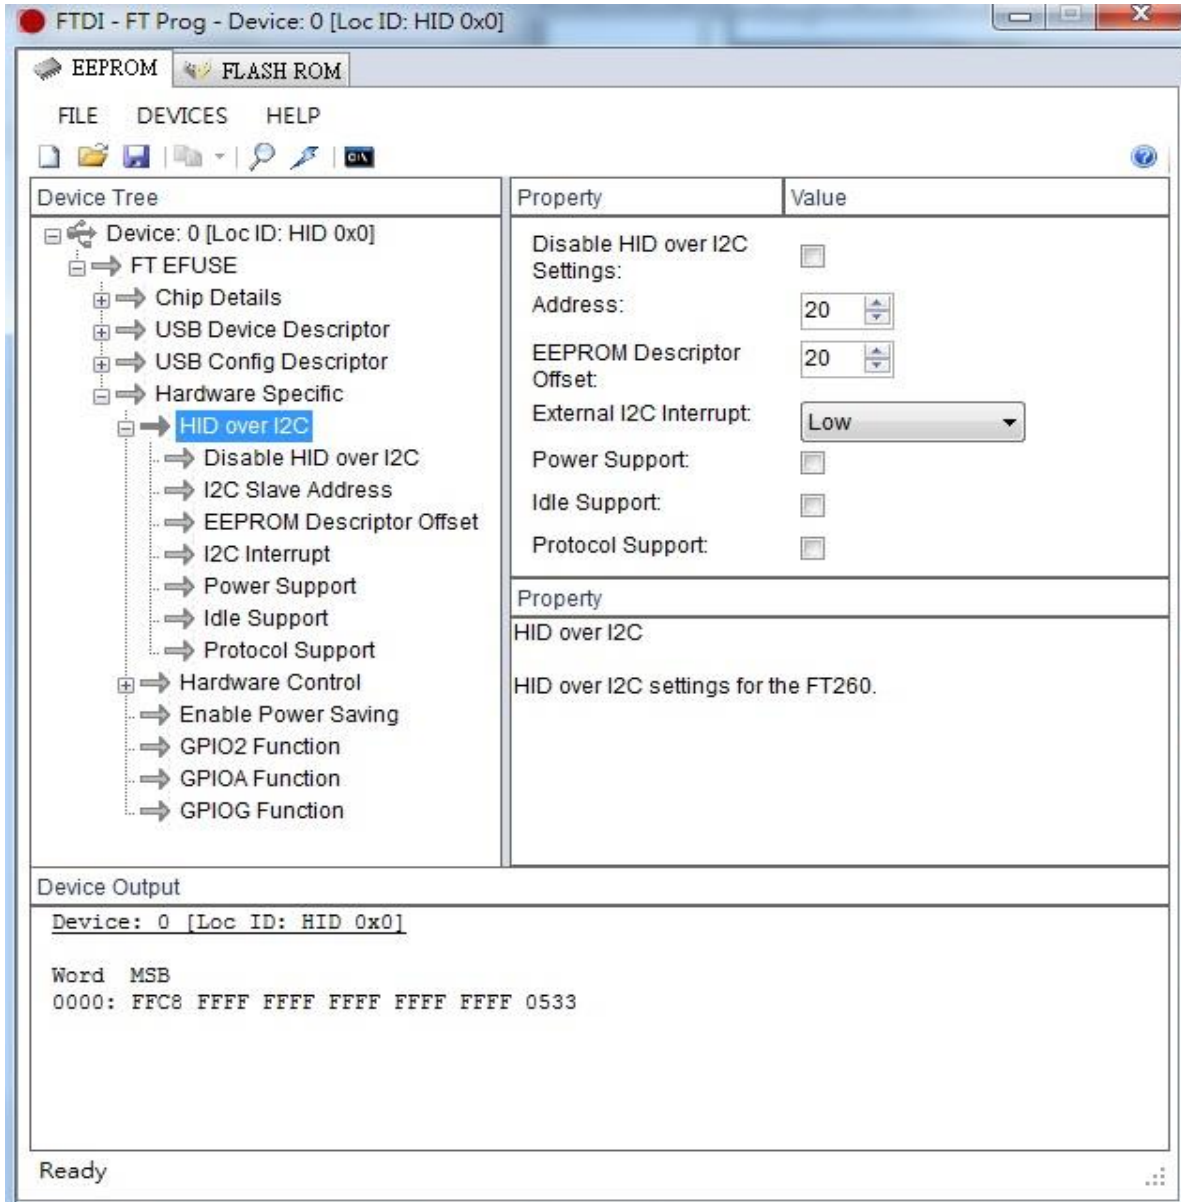 FTDI - FT Prog - Device: 0 [Loc ID: HID 0x0]
EEPROM
FLASH ROM
FILE DEVICES HELP
Device Tree
Device: 0 [Loc ID: HID 0x0]
FT EFUSE
Chip Details
USB Device Descriptor
USB Config Descriptor
Hardware Specific
HID over I2C
Disable HID over I2C
I2C Slave Address
EEPROM Descriptor Offset
I2C Interrupt
Power Support
Idle Support
Protocol Support
Hardware Control
Enable Power Saving
GPIO2 Function
GPIOA Function
GPIOG Function
Property Value
Disable HID over I2C
Settings:
Address: 20
EEPROM Descriptor 20
Offset:
External I2C Interrupt: Low
Power Support:
Idle Support:
Protocol Support:
Property
HID over I2C
HID over I2C settings for the FT260.
Device Output
Device: 0 [Loc ID: HID 0x0]
Word MSB
0000: FFC8 FFFF FFFF FFFF FFFF FFFF 0533
Ready